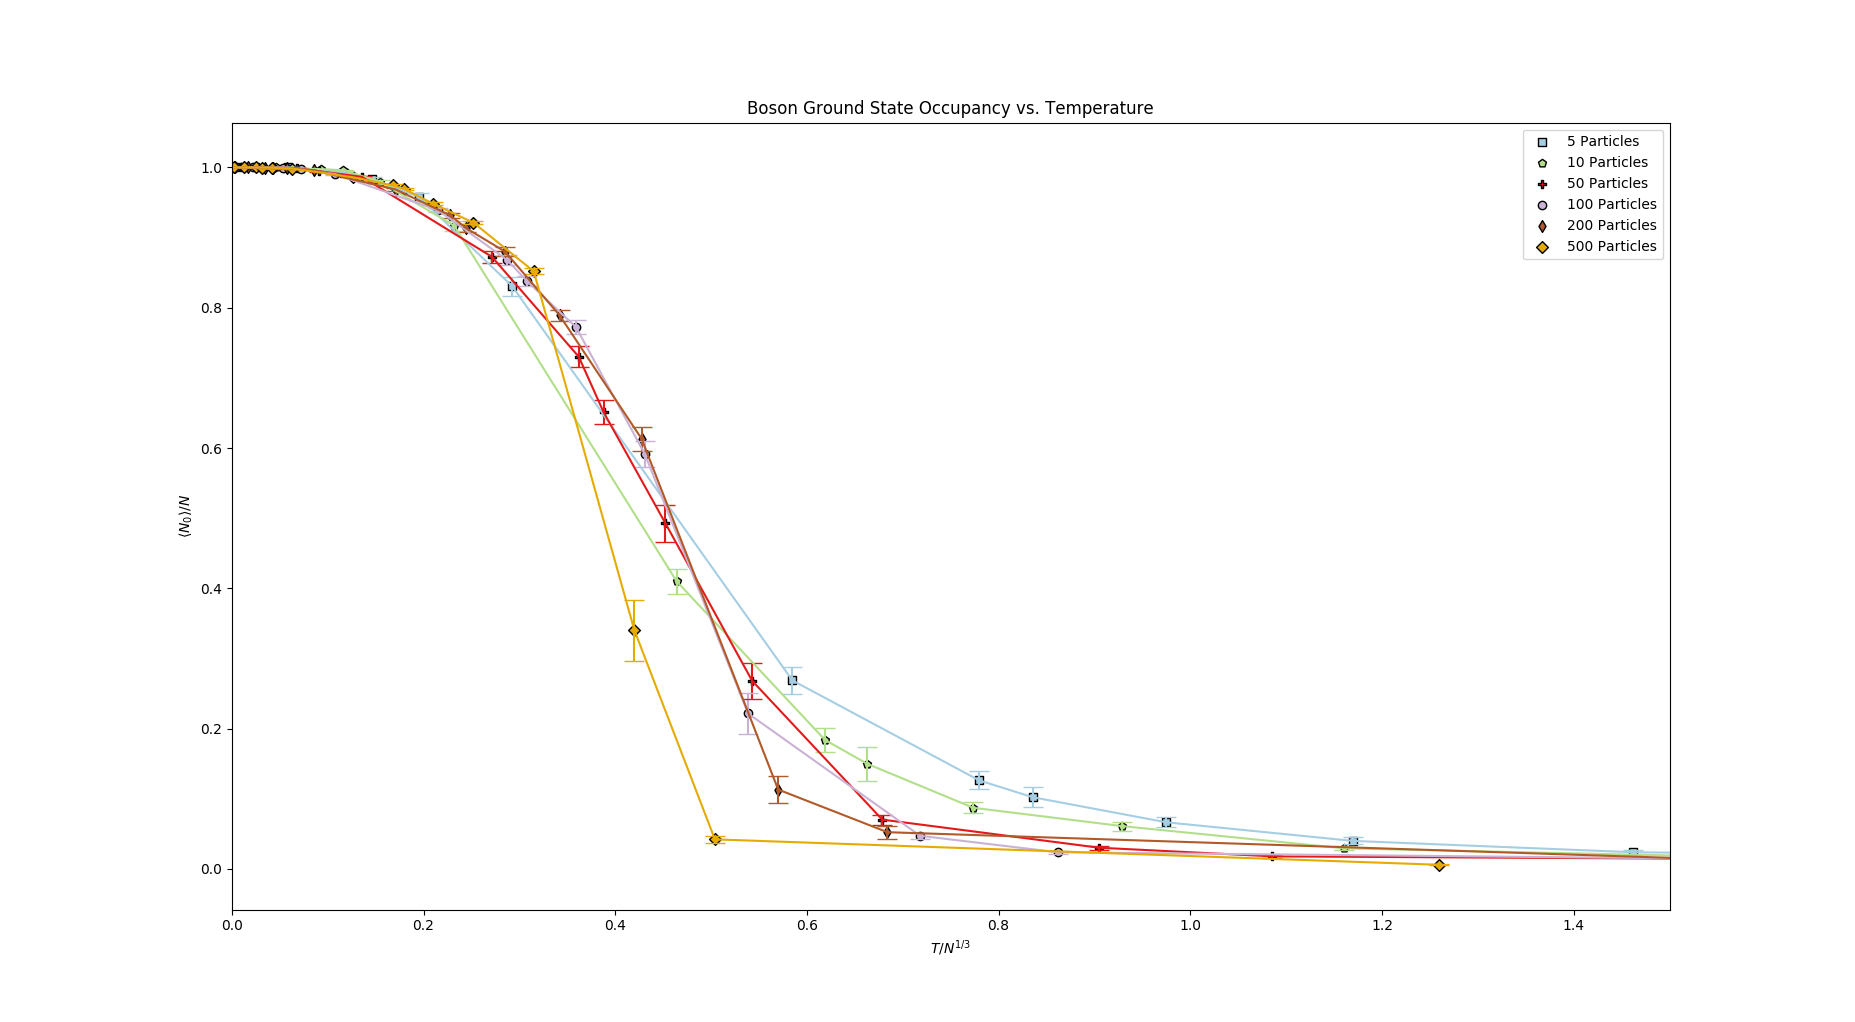 Boson Ground State Occupancy vs. Temperature
5 Particles
10 Particles
50 Particles
100 Particles
200 Particles
500 Particles
1.0
0.8
0.6
0.4
0.2
0.0
⟨N₀⟩/N
0.0 0.2 0.4 0.6 0.8 1.0 1.2 1.4
T/N^{1/3}